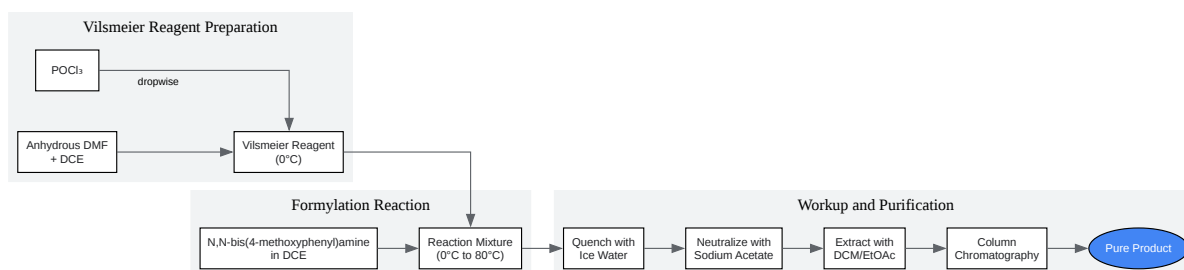 Vilsmeier Reagent Preparation
POCl₃
dropwise
Anhydrous DMF
+ DCE
Vilsmeier Reagent
(0°C)
Formylation Reaction
N,N-bis(4-methoxyphenyl)amine
in DCE
Reaction Mixture
(0°C to 80°C)
Workup and Purification
Quench with
Ice Water
Neutralize with
Sodium Acetate
Extract with
DCM/EtOAc
Column
Chromatography
Pure Product